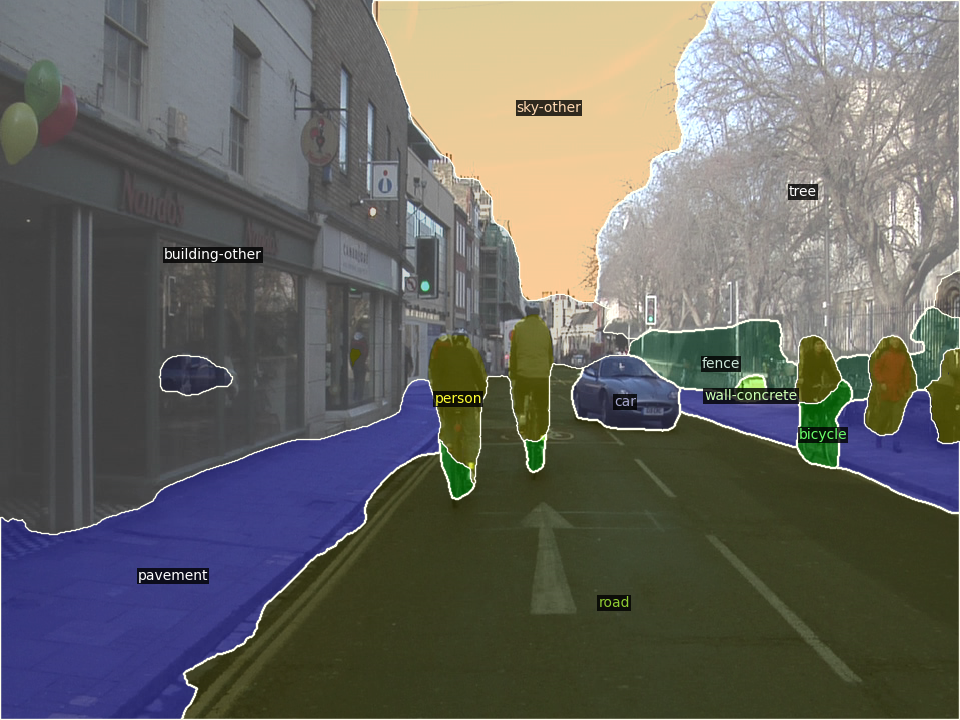 sky-other
tree
Nando's
building-other
fence
wall-concrete
person
car
bicycle
pavement
road